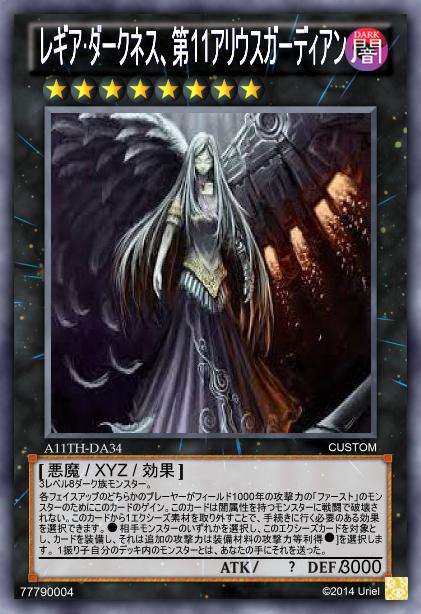 レギア・ダークネス、第11アリウスガーディアン
DARK
闇
A11TH-DA34
CUSTOM
[ 悪魔 / XYZ / 効果 ]
3レベル8ダーク族モンスター。
各フェイスアップのどちらかのプレーヤーがフィールド1000年の攻撃力の「ファースト」のモン
スターのためにこのカードのゲイン。このカードは闇属性を持つモンスターに戦闘で破壊さ
れない。このカードから1エクシーズ素材を取り外すことで、手続きに行く必要のある効果
を選択できます。●相手モンスターのいずれかを選択し、このエクシーズカードを対象と
し、カードを装備し、それは追加の攻撃力は装備材料の攻撃力等利得●]を選択しま
す。1振り子自分のデッキ内のモンスターとは、あなたの手にそれを送った。
ATK/ ? DEF/3000
77790004
©2014 Uriel